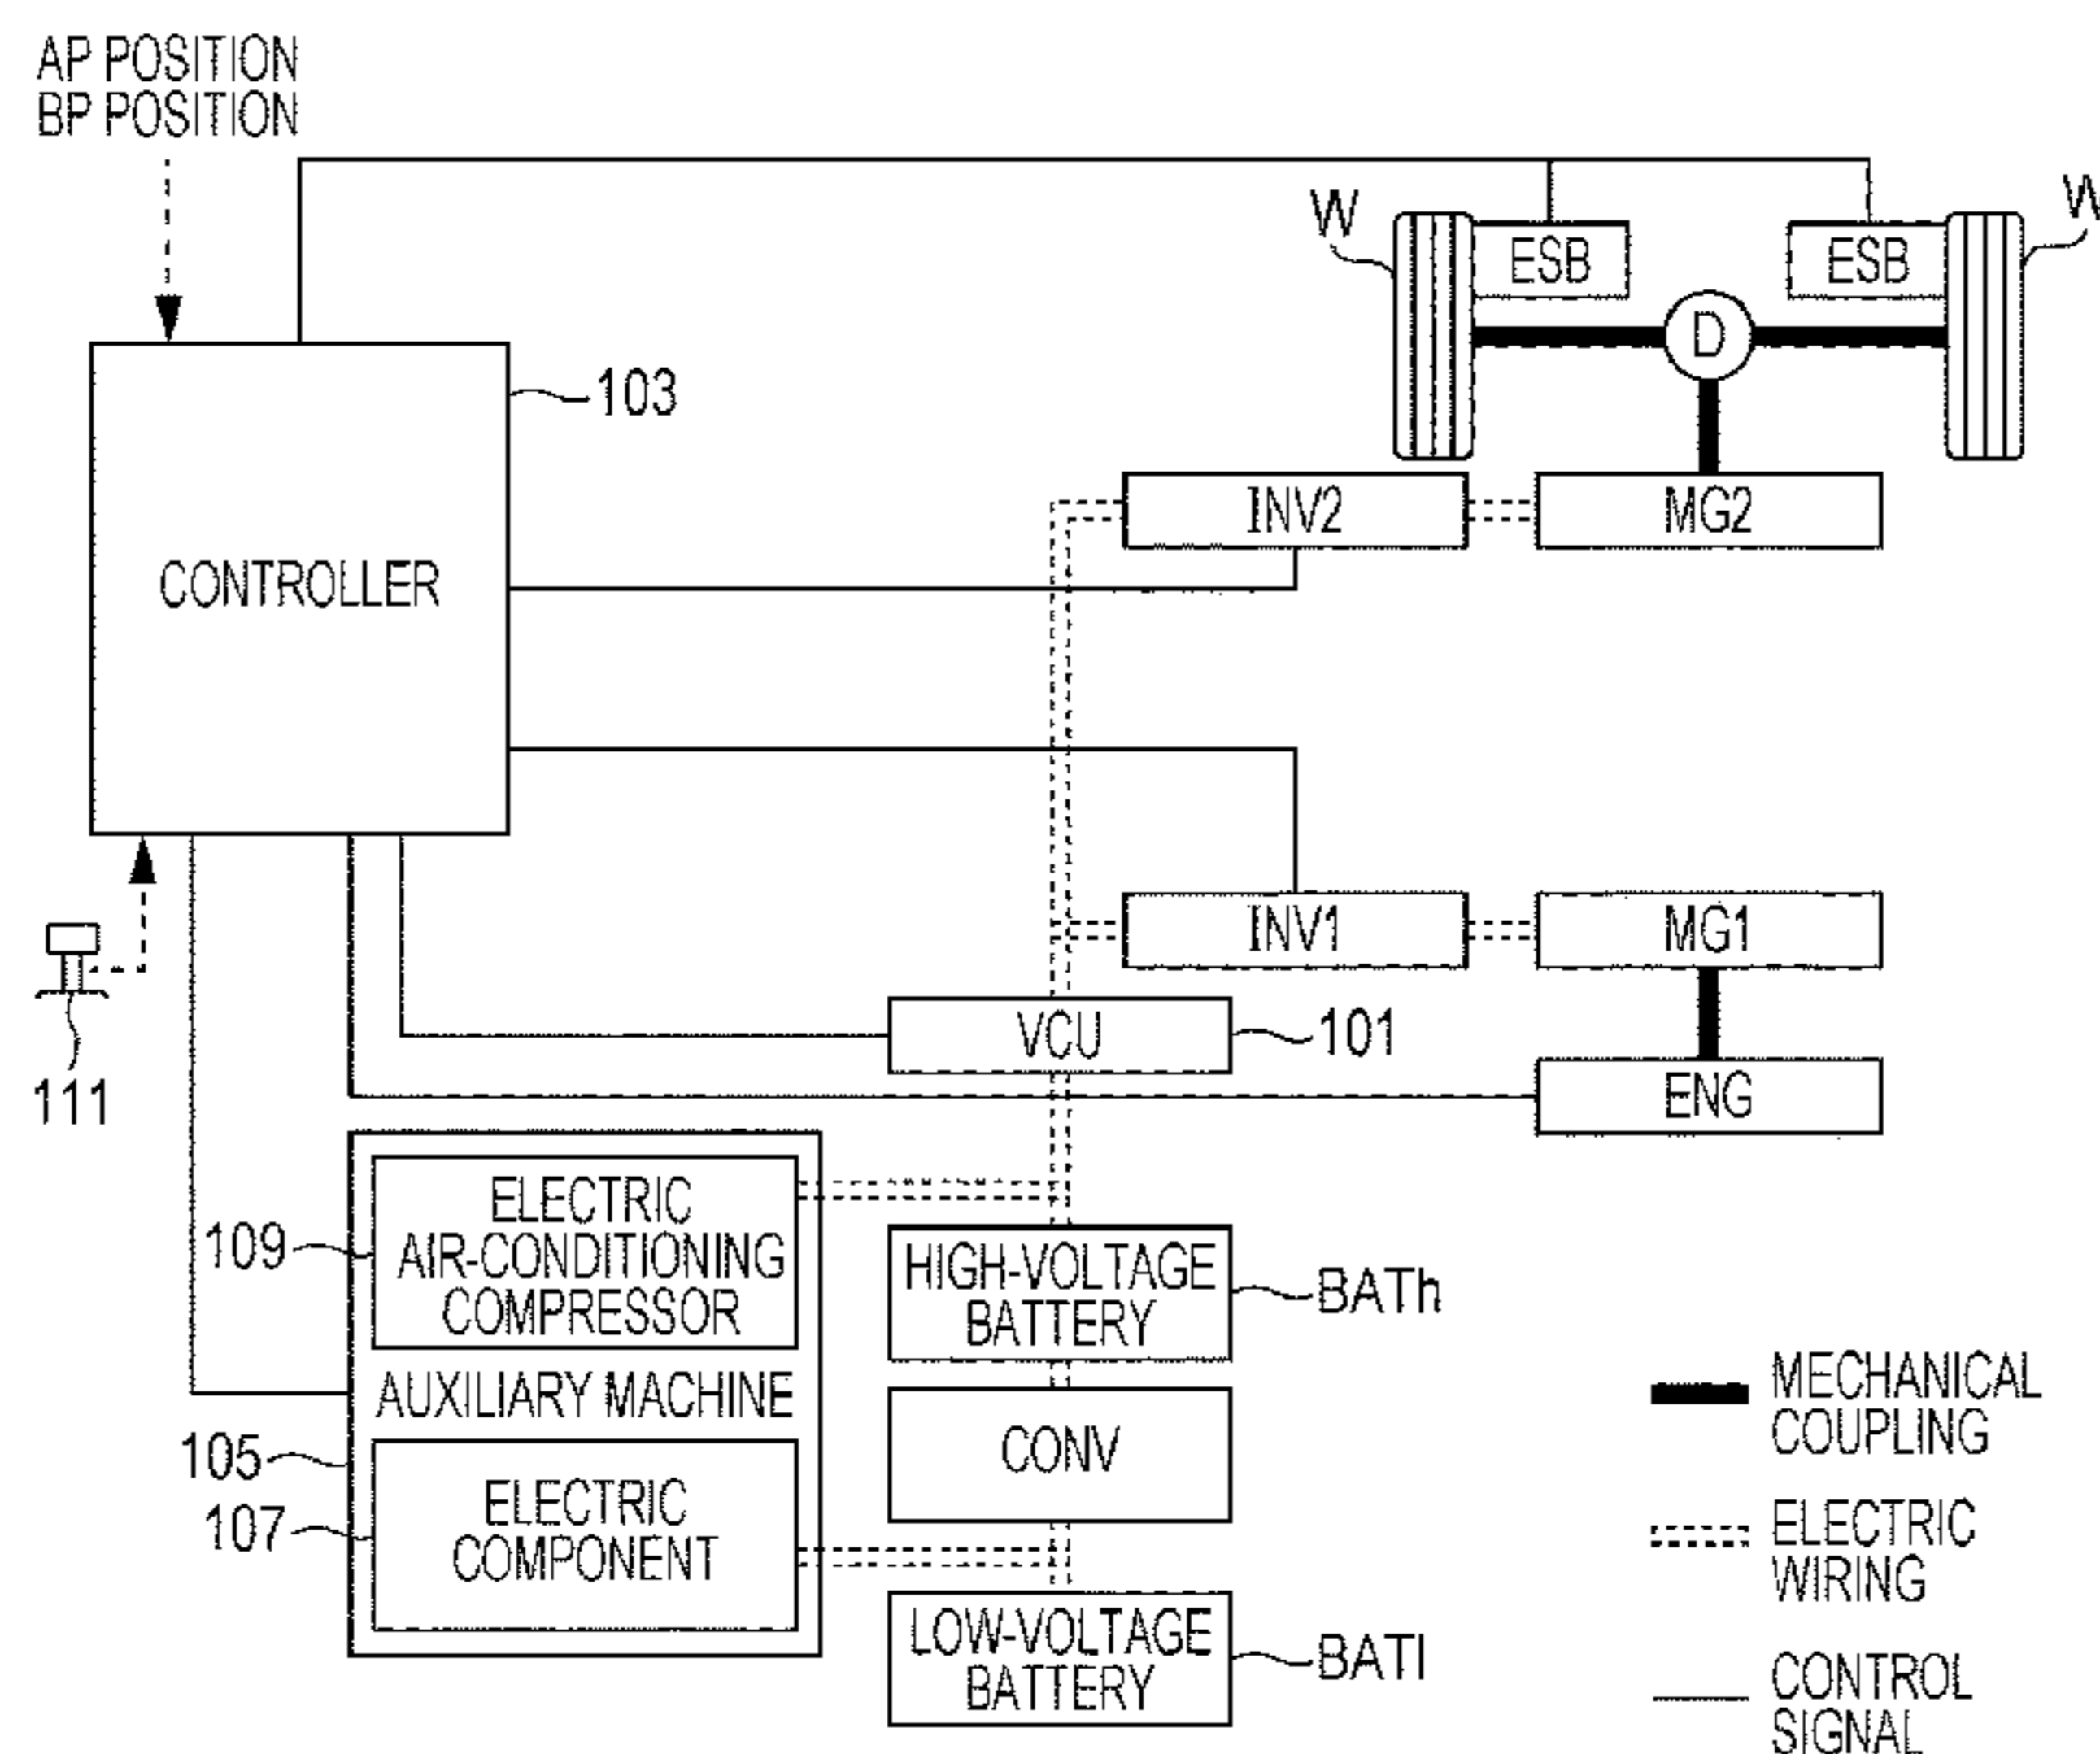 AP POSITION
BP POSITION
W
W
ESB
ESB
D
103
CONTROLLER
INV2
MG2
INV1
MG1
111
VCU
101
ENG
109
ELECTRIC
AIR-CONDITIONING
COMPRESSOR
HIGH-VOLTAGE
BATTERY
BATh
AUXILIARY MACHINE
105
CONV
107
ELECTRIC
COMPONENT
LOW-VOLTAGE
BATTERY
BATl
MECHANICAL
COUPLING
ELECTRIC
WIRING
CONTROL
SIGNAL